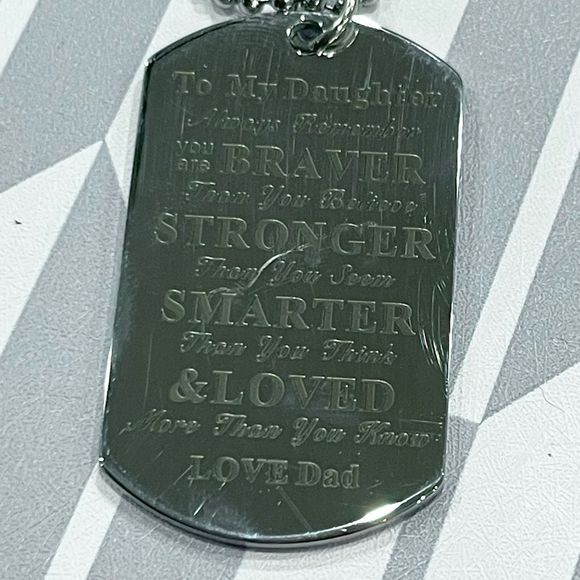 To My Daughter
Always Remember
you are BRAVER
Than You Believe
STRONGER
Than You Seem
SMARTER
Than You Think
&LOVED
More Than You Know
LOVE Dad